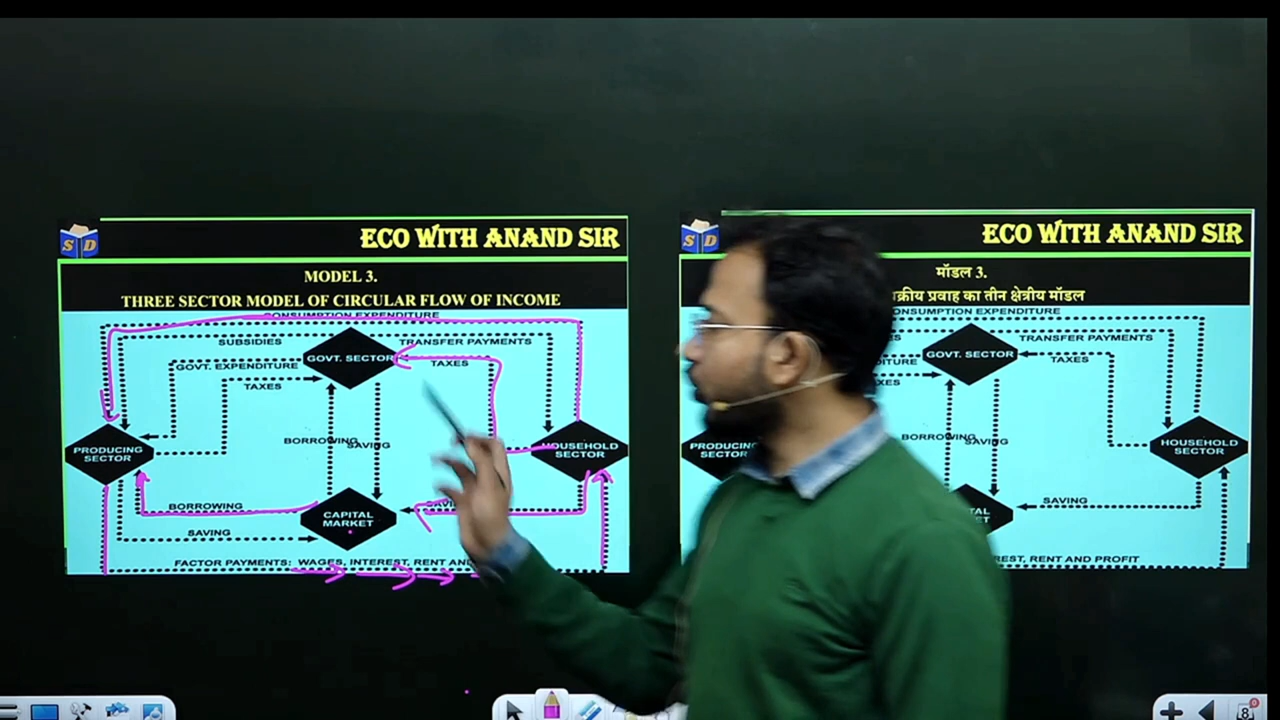 S D
ECO WITH ANAND SIR
MODEL 3.
THREE SECTOR MODEL OF CIRCULAR FLOW OF INCOME
CONSUMPTION EXPENDITURE
SUBSIDIES
TRANSFER PAYMENTS
GOVT. SECTOR
GOVT. EXPENDITURE
TAXES
TAXES
BORROWING
SAVING
PRODUCING
SECTOR
HOUSEHOLD
SECTOR
BORROWING
CAPITAL
MARKET
SAVING
FACTOR PAYMENTS: WAGES, INTEREST, RENT
S D
ECO WITH ANAND SIR
मॉडल 3.
प्रवाह का तीन क्षेत्रीय मॉडल
CONSUMPTION EXPENDITURE
TRANSFER PAYMENTS
GOVT. SECTOR
TAXES
BORROWING
SAVING
HOUSEHOLD
SECTOR
SAVING
RENT AND PROFIT
8